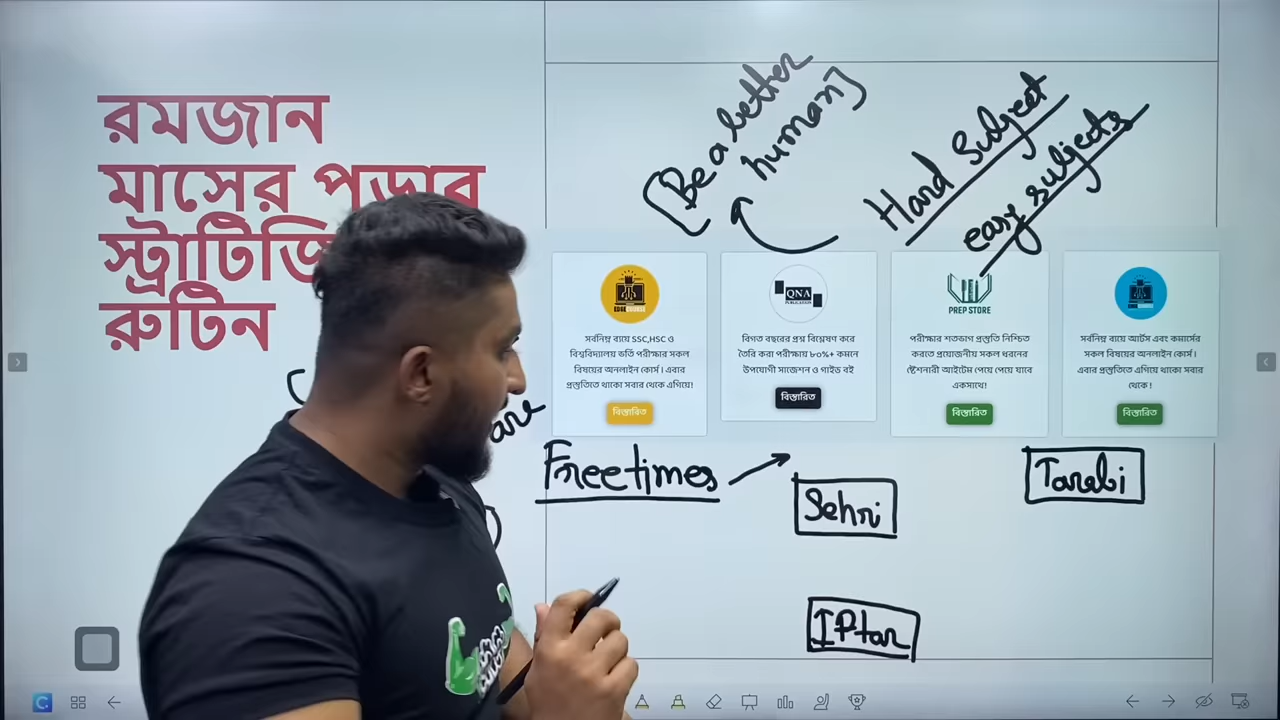 রমজান
মাসের পড়ার
স্ট্রাটিজি
রুটিন
[Be a better
human]
Hard Subject
easy subjects
EDGE COURSE
সর্বনিম্ন ব্যয়ে SSC,HSC ও
বিশ্ববিদ্যালয় ভর্তি পরীক্ষার সকল
বিষয়ের অনলাইন কোর্স। এবার
প্রস্তুতিতে থাকো সবার থেকে এগিয়ে!
বিস্তারিত
QNA
PUBLICATION
বিগত বছরের প্রশ্ন বিশ্লেষণ করে
তৈরি করা পরীক্ষায় ৮০%+ কমনে
উপযোগী সাজেশন ও গাইড বই
বিস্তারিত
PREP STORE
পরীক্ষার শতভাগ প্রস্তুতি নিশ্চিত
করতে প্রয়োজনীয় সকল ধরনের
ষ্টেশনারী আইটেম পেয়ে পেয়ে যাবে
একসাথে!
বিস্তারিত
সর্বনিম্ন ব্যয়ে আর্টস এবং কমার্সের
সকল বিষয়ের অনলাইন কোর্স।
এবার প্রস্তুতিতে এগিয়ে থাকো সবার
থেকে !
বিস্তারিত
are
Freetimes
Sehri
Tarabi
Iftar